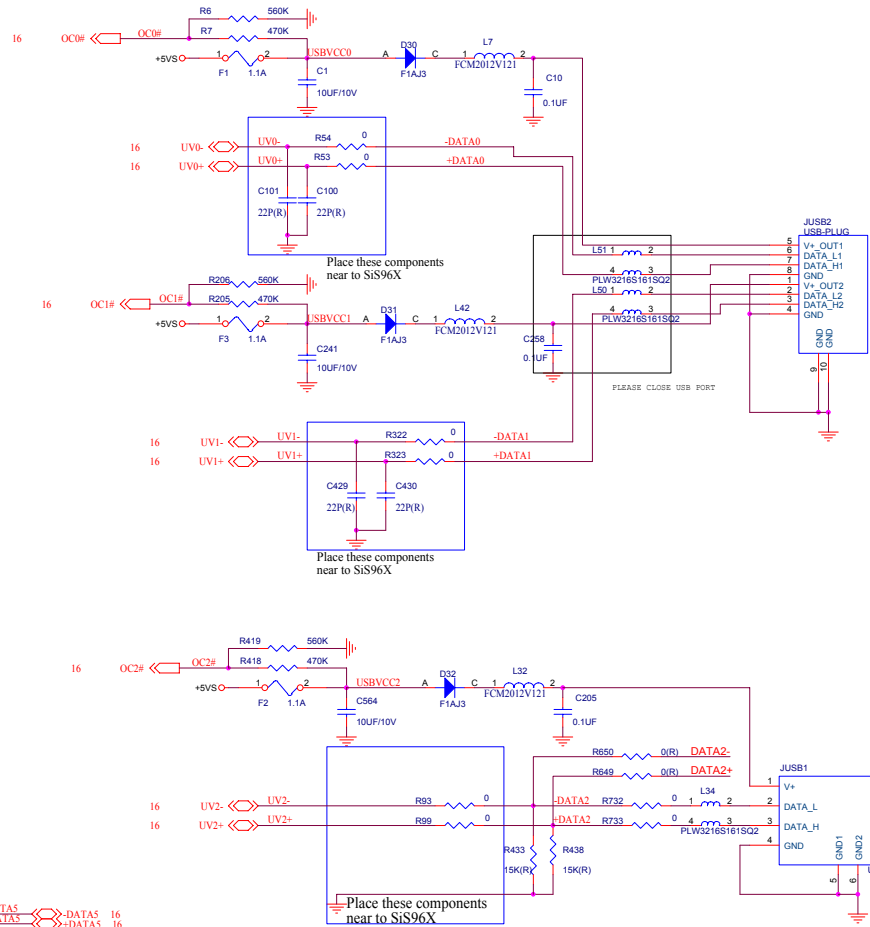 R6 560K
R7 470K
16 OC0# OC0#
+5VS 1 2 USBVCC0
F1 1.1A
C1
10UF/10V
D30
A C
F1AJ3
L7
1 2
FCM2012V121
C10
0.1UF
16 UV0- UV0- R54 0 -DATA0
16 UV0+ UV0+ R53 0 +DATA0
C101 C100
22P(R) 22P(R)
Place these components
near to SiS96X
R206 560K
R205 470K
16 OC1# OC1#
+5VS 1 2 USBVCC1
F3 1.1A
C241
10UF/10V
D31
A C
F1AJ3
L42
1 2
FCM2012V121
C258
0.1UF
L51 1 2
4 3
PLW3216S161SQ2
L50 1 2
4 3
PLW3216S161SQ2
PLEASE CLOSE USB PORT
JUSB2
USB-PLUG
5 V+_OUT1
6 DATA_L1
7 DATA_H1
8 GND
1 V+_OUT2
2 DATA_L2
3 DATA_H2
4 GND
GND
GND
9
10
16 UV1- UV1- R322 0 -DATA1
16 UV1+ UV1+ R323 0 +DATA1
C429 C430
22P(R) 22P(R)
Place these components
near to SiS96X
R419 560K
R418 470K
16 OC2# OC2#
+5VS 1 2 USBVCC2
F2 1.1A
C564
10UF/10V
D32
A C
F1AJ3
L32
1 2
FCM2012V121
C205
0.1UF
R650 0(R) DATA2-
R649 0(R) DATA2+
16 UV2- UV2- R93 0 -DATA2 R732 0
16 UV2+ UV2+ R99 0 +DATA2 R733 0
L34
1 2
4 3
PLW3216S161SQ2
R433
15K(R)
R438
15K(R)
JUSB1
1 V+
2 DATA_L
3 DATA_H
4 GND
GND1
GND2
5
6
U
Place these components
near to SiS96X
TA5 -DATA5 16
ATA5 +DATA5 16